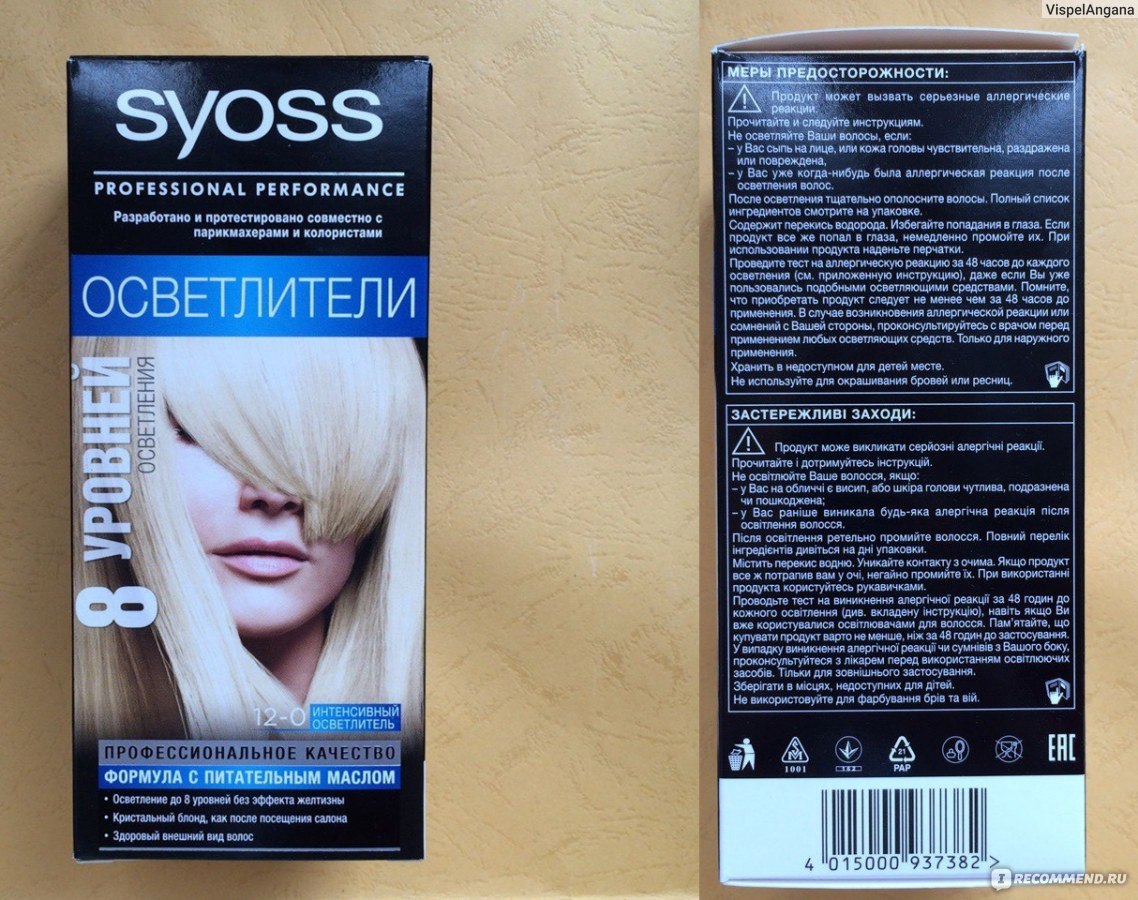 VispelAngana
syoss
PROFESSIONAL PERFORMANCE
Разработано и протестировано совместно с
парикмахерами и колористами
ОСВЕТЛИТЕЛИ
8 УРОВНЕЙ
ОСВЕТЛЕНИЯ
12-0 ИНТЕНСИВНЫЙ
ОСВЕТЛИТЕЛЬ
ПРОФЕССИОНАЛЬНОЕ КАЧЕСТВО
ФОРМУЛА С ПИТАТЕЛЬНЫМ МАСЛОМ
• Осветление до 8 уровней без эффекта желтизны
• Кристальный блонд, как после посещения салона
• Здоровый внешний вид волос
МЕРЫ ПРЕДОСТОРОЖНОСТИ:
Продукт может вызвать серьезные аллергические
реакции.
Прочитайте и следуйте инструкциям.
Не осветляйте Ваши волосы, если:
– у Вас сыпь на лице, или кожа головы чувствительна, раздражена
или повреждена,
– у Вас уже когда-нибудь была аллергическая реакция после
осветления волос.
После осветления тщательно ополосните волосы. Полный список
ингредиентов смотрите на упаковке.
Содержит перекись водорода. Избегайте попадания в глаза. Если
продукт все же попал в глаза, немедленно промойте их. При
использовании продукта наденьте перчатки.
Проведите тест на аллергическую реакцию за 48 часов до каждого
осветления (см. приложенную инструкцию), даже если Вы уже
пользовались подобными осветляющими средствами. Помните,
что приобретать продукт следует не менее чем за 48 часов до
применения. В случае возникновения аллергической реакции или
сомнений с Вашей стороны, проконсультируйтесь с врачом перед
применением любых осветляющих средств. Только для наружного
применения.
Хранить в недоступном для детей месте.
Не используйте для окрашивания бровей или ресниц.
ЗАСТЕРЕЖЛИВІ ЗАХОДИ:
Продукт може викликати серйозні алергічні реакції.
Прочитайте і дотримуйтесь інструкцій.
Не освітлюйте Ваше волосся, якщо:
– у Вас на обличчі є висип, або шкіра голови чутлива, подразнена
чи пошкоджена;
– у Вас раніше виникала будь-яка алергічна реакція після
освітлення волосся.
Після освітлення ретельно промийте волосся. Повний перелік
інгредієнтів дивіться на дні упаковки.
Містить перекис водню. Уникайте контакту з очима. Якщо продукт
все ж потрапив вам у очі, негайно промийте їх. При використанні
продукта користуйтесь рукавичками.
Проводьте тест на виникнення алергічної реакції за 48 годин до
кожного освітлення (див. вкладену інструкцію), навіть якщо Ви
вже користувалися освітлювачами для волосся. Пам'ятайте, що
купувати продукт варто не менше, ніж за 48 годин до застосування.
У випадку виникнення алергічної реакції чи сумнівів з Вашого боку,
проконсультуйтеся з лікарем перед використанням освітлюючих
засобів. Тільки для зовнішнього застосування.
Зберігати в місцях, недоступних для дітей.
Не використовуйте для фарбування брів та вій.
1001
152
21
PAP
EAC
4 015000 937382 >
IRECOMMEND.RU